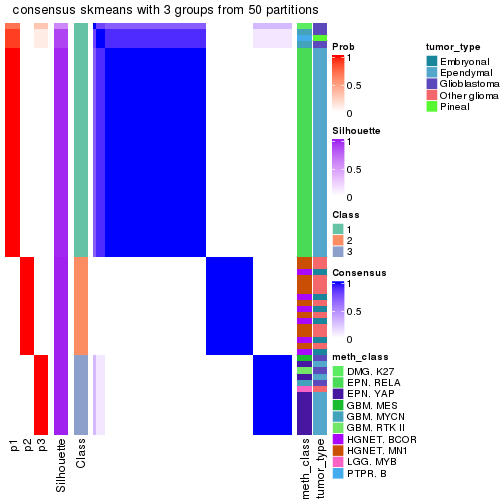 consensus skmeans with 3 groups from 50 partitions
Prob
1
0.5
0
Silhouette
1
0.5
0
Class
1
2
3
Consensus
1
0.5
0
meth_class
DMG. K27
EPN. RELA
EPN. YAP
GBM. MES
GBM. MYCN
GBM. RTK II
HGNET. BCOR
HGNET. MN1
LGG. MYB
PTPR. B
tumor_type
Embryonal
Ependymal
Glioblastoma
Other glioma
Pineal
p1
p2
p3
Silhouette
Class
meth_class
tumor_type